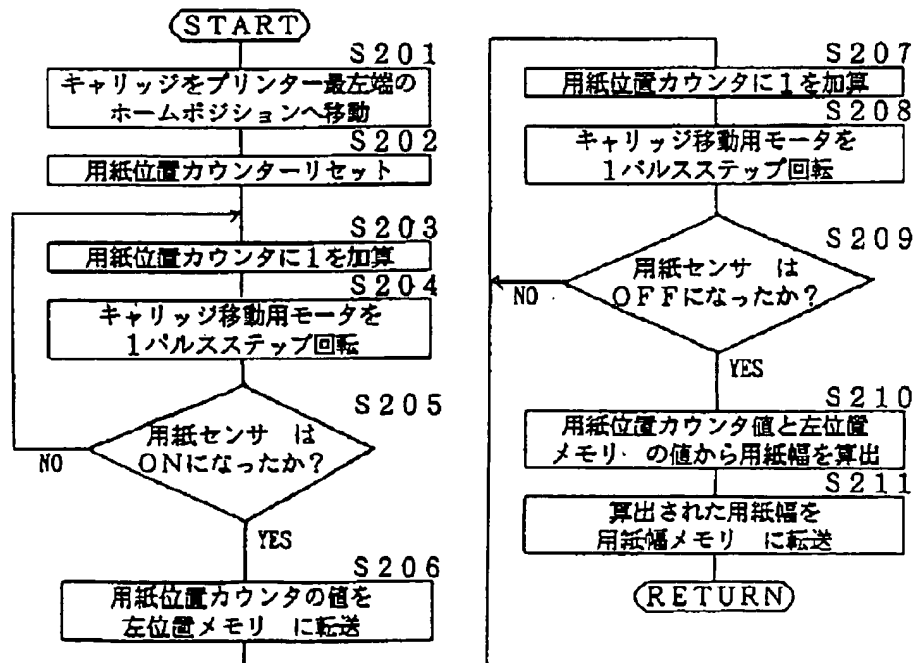 START
S201
キャリッジをプリンター最左端の
ホームポジションへ移動
S202
用紙位置カウンターリセット
S203
用紙位置カウンタに1を加算
S204
キャリッジ移動用モータを
1パルスステップ回転
S205
用紙センサ は
ONになったか?
NO
YES
S206
用紙位置カウンタの値を
左位置メモリ に転送
S207
用紙位置カウンタに1を加算
S208
キャリッジ移動用モータを
1パルスステップ回転
S209
用紙センサ は
OFFになったか?
NO
YES
S210
用紙位置カウンタ値と左位置
メモリ の値から用紙幅を算出
S211
算出された用紙幅を
用紙幅メモリ に転送
RETURN